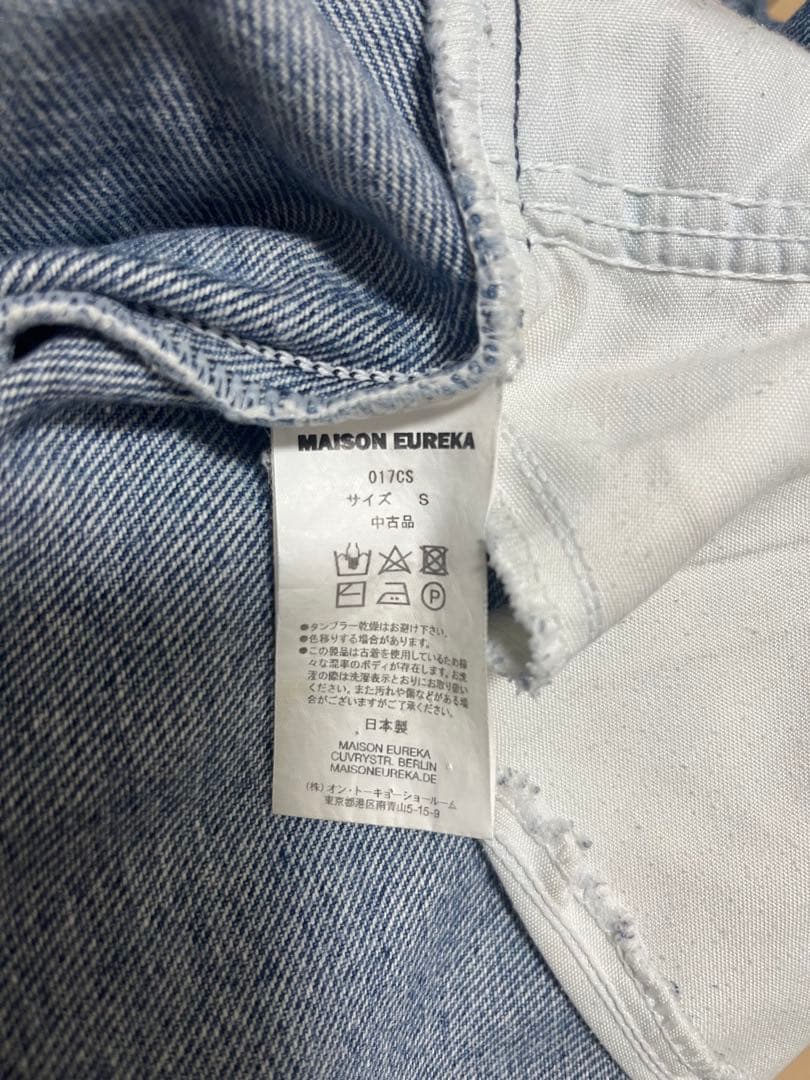 MAISON EUREKA
017CS
サイズ S
中古品
P
●タンブラー乾燥はお避け下さい.
●色移りする場合があります。
●この製品は古着を使用しているため様
々な混率のボディが存在します。お洗
濯の際は洗濯表示とおりにお取り扱い
ください。また汚れや傷などがある場
合がございますがご了承ください。
日本製
MAISON EUREKA
CUVRYSTR. BERLIN
MAISONEUREKA.DE
(株)オン・トーキョーショールーム
東京都港区南青山5-15-9